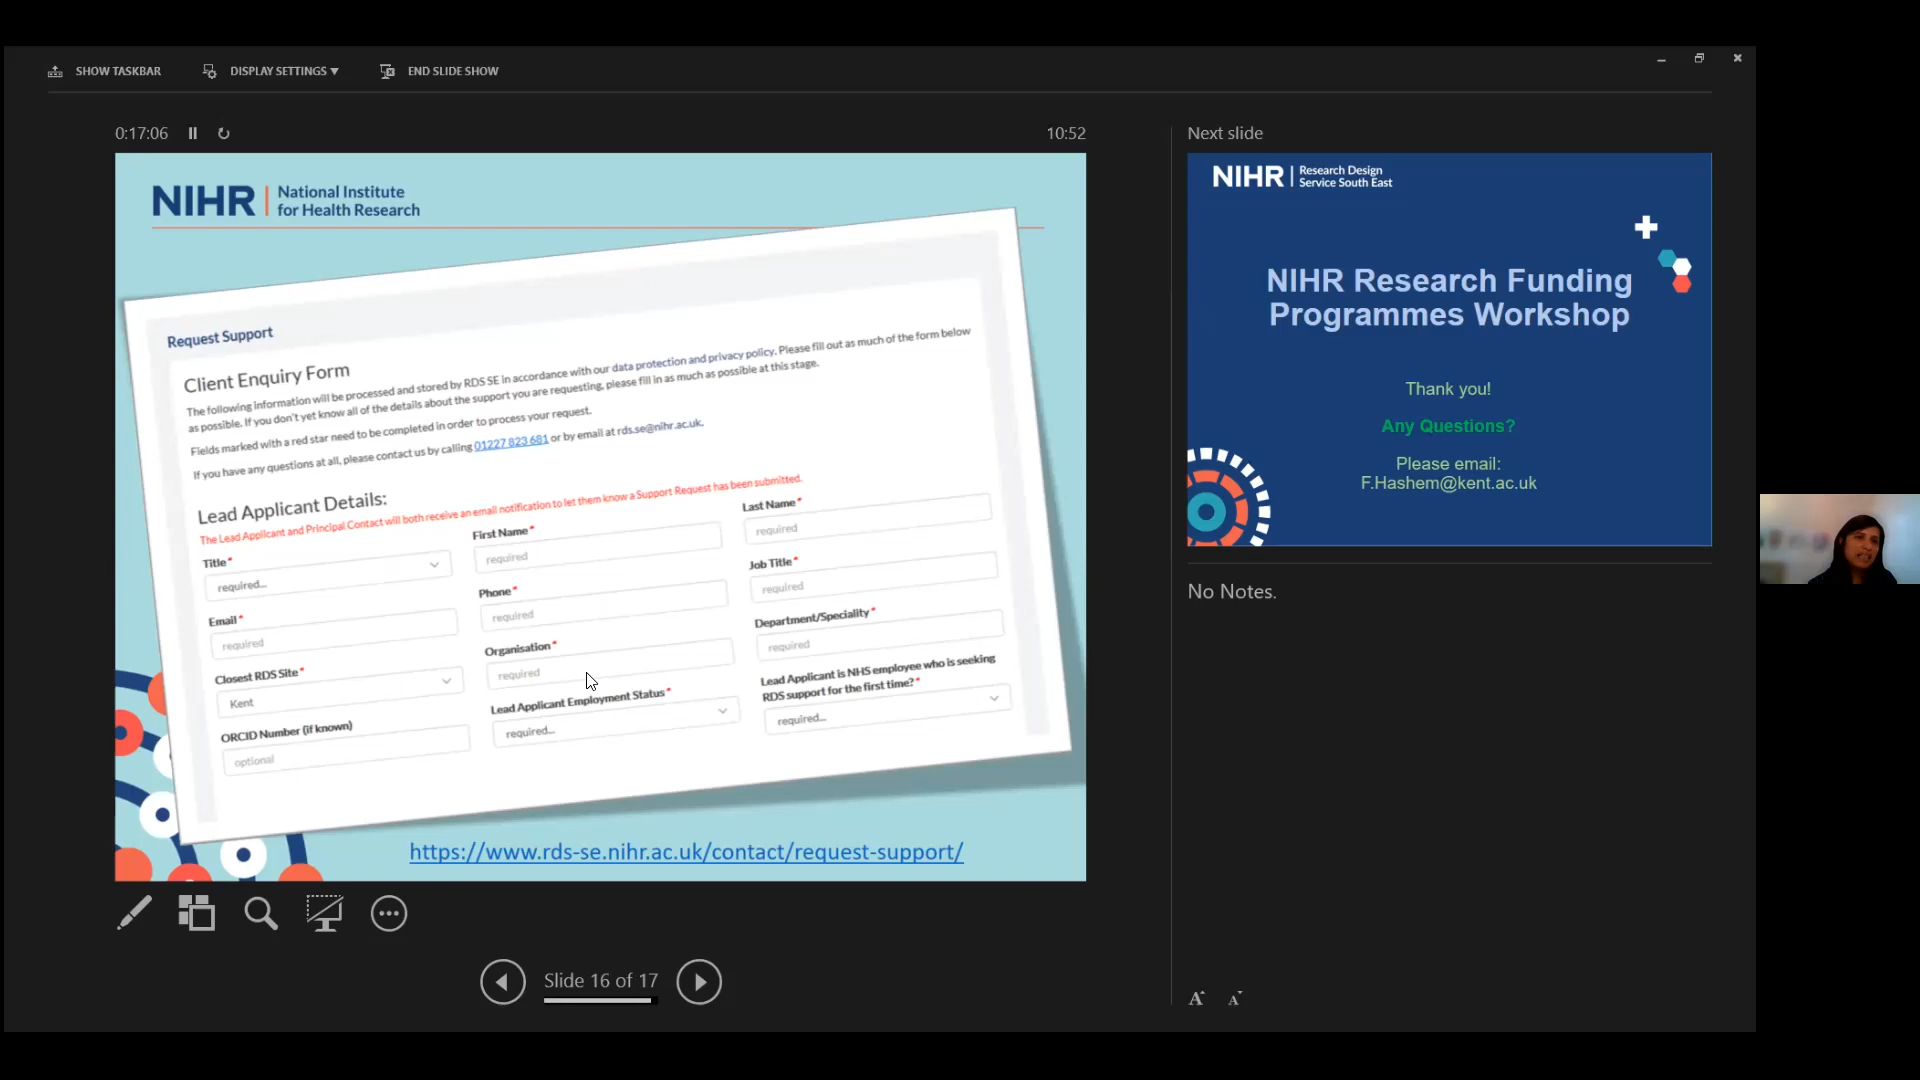 SHOW TASKBAR
DISPLAY SETTINGS
END SLIDE SHOW
0:17:06
10:52
NIHR | National Institute
for Health Research
Request Support
Client Enquiry Form
The following information will be processed and stored by RDS SE in accordance with our data protection and privacy policy. Please fill out as much of the form below
as possible. If you don't yet know all of the details about the support you are requesting, please fill in as much as possible at this stage.
Fields marked with a red star need to be completed in order to process your request.
If you have any questions at all, please contact us by calling 01227 823 681 or by email at rds.se@nihr.ac.uk.
Lead Applicant Details:
The Lead Applicant and Principal Contact will both receive an email notification to let them know a Support Request has been submitted.
Title*
required...
First Name*
required
Last Name*
required
Email*
required
Phone*
required
Job Title*
required
Closest RDS Site*
Kent
Organisation*
required
Department/Speciality*
required
ORCID Number (if known)
optional
Lead Applicant Employment Status*
required...
Lead Applicant is NHS employee who is seeking
RDS support for the first time?*
required...
https://www.rds-se.nihr.ac.uk/contact/request-support/
Slide 16 of 17
Next slide
NIHR | Research Design
Service South East
NIHR Research Funding
Programmes Workshop
Thank you!
Any Questions?
Please email:
F.Hashem@kent.ac.uk
No Notes.
A A